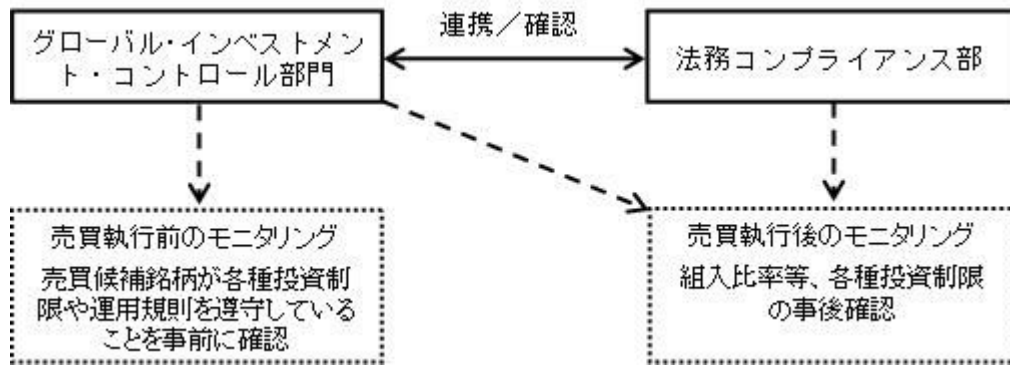 連携／確認
グローバル・インベストメン
ト・コントロール部門
法務コンプライアンス部
売買執行前のモニタリング
売買候補銘柄が各種投資制
限や運用規則を遵守している
ことを事前に確認
売買執行後のモニタリング
組入比率等、各種投資制限
の事後確認